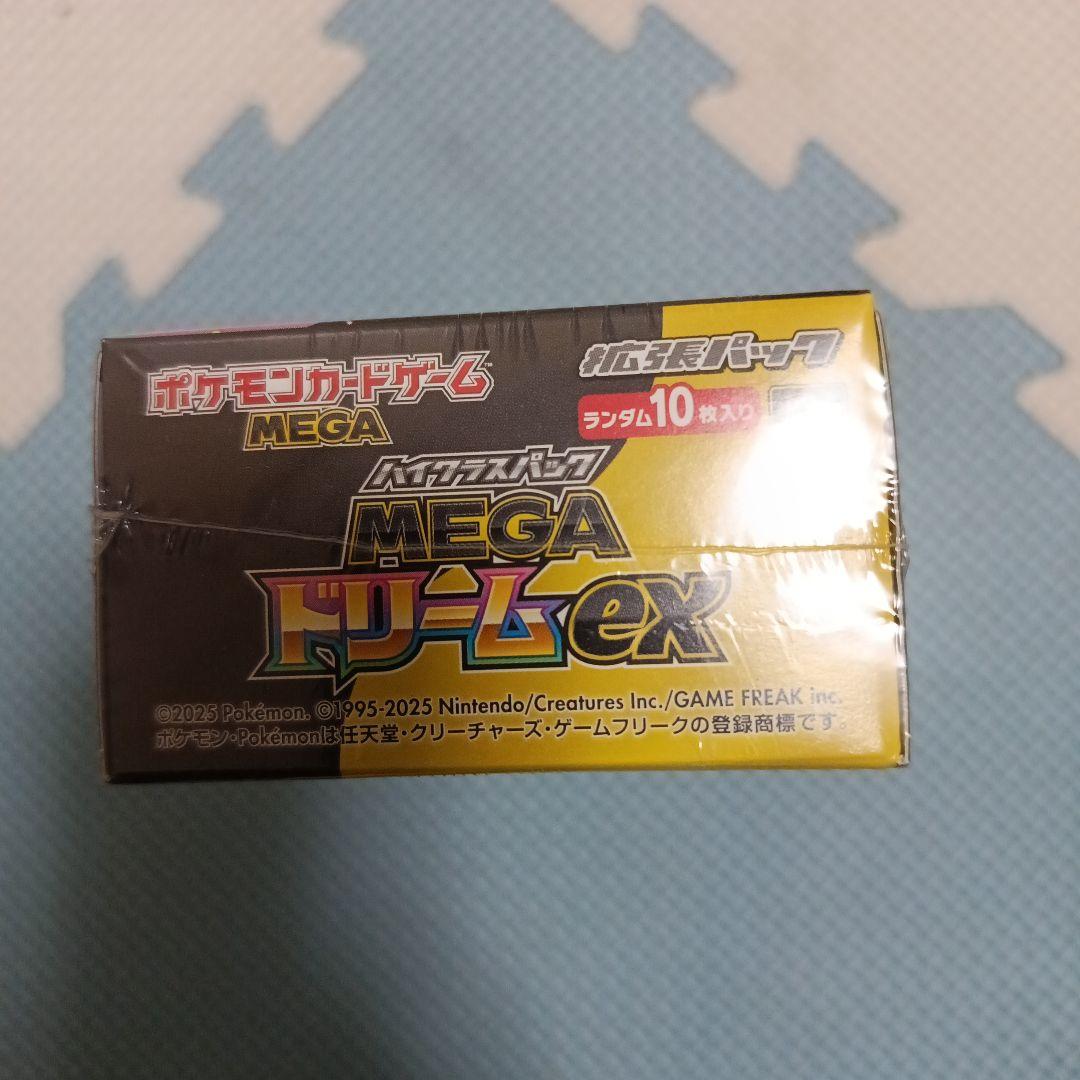 ポケモンカードゲーム™
MEGA
拡張パック
ランダム10枚入り
ハイクラスパック
MEGA
ドリームex
©2025 Pokémon. ©1995-2025 Nintendo/Creatures Inc./GAME FREAK inc.
ポケモン・Pokémonは任天堂・クリーチャーズ・ゲームフリークの登録商標です。